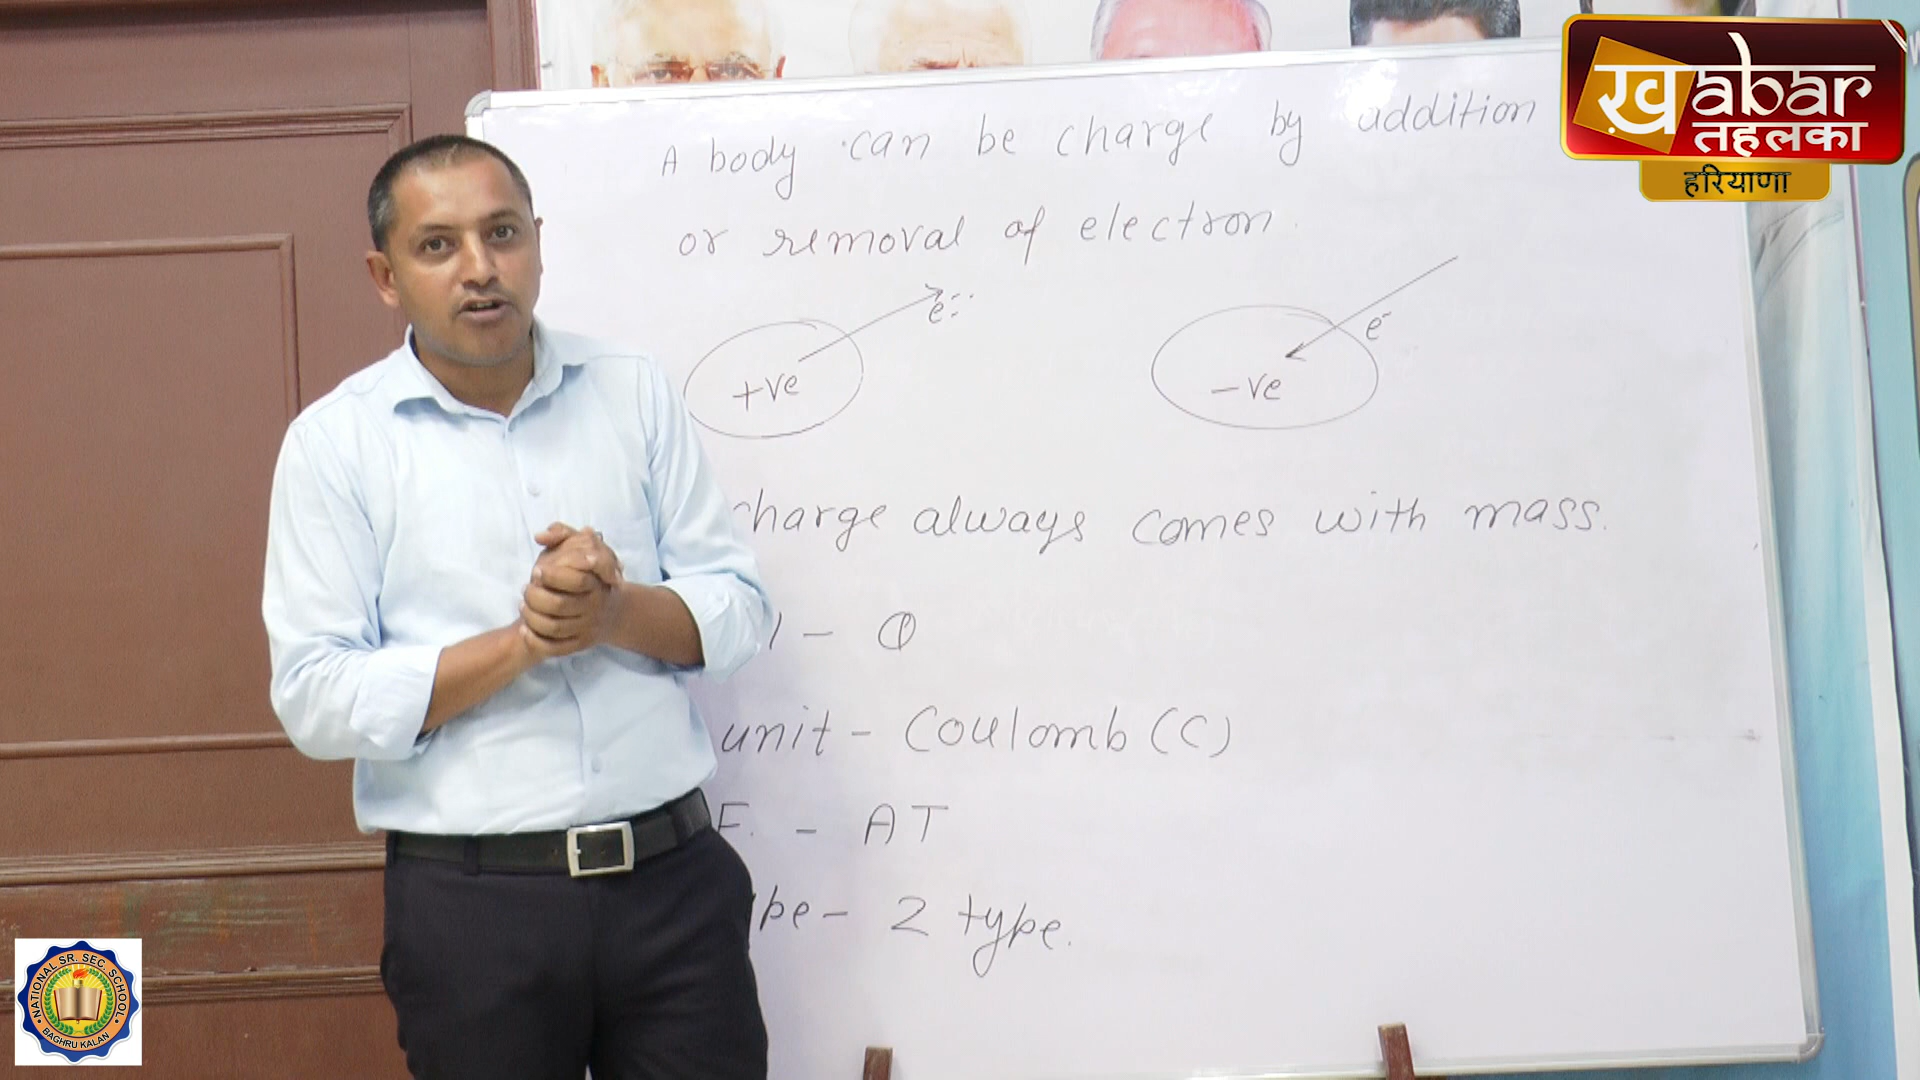 A body can be charge by addition
or removal of electron.
+ve
e⁻
-ve
e⁻
charge always comes with mass.
- Q
unit - Coulomb (C)
F. - AT
ype - 2 type.
ख़abar
तहलका
हरियाणा
NATIONAL SR. SEC. SCHOOL
BAGHRU KALAN